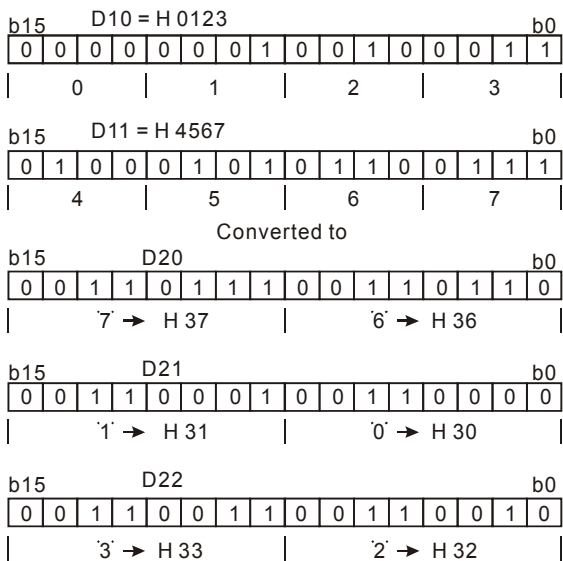 D10 = H 0123
b15 b0
0 0 0 0 0 0 0 1 0 0 1 0 0 0 1 1
0 1 2 3
D11 = H 4567
b15 b0
0 1 0 0 0 1 0 1 0 1 1 0 0 1 1 1
4 5 6 7
Converted to
b15 D20 b0
0 0 1 1 0 1 1 1 0 0 1 1 0 1 1 0
'7' → H 37 '6' → H 36
b15 D21 b0
0 0 1 1 0 0 0 1 0 0 1 1 0 0 0 0
'1' → H 31 '0' → H 30
b15 D22 b0
0 0 1 1 0 0 1 1 0 0 1 1 0 0 1 0
'3' → H 33 '2' → H 32